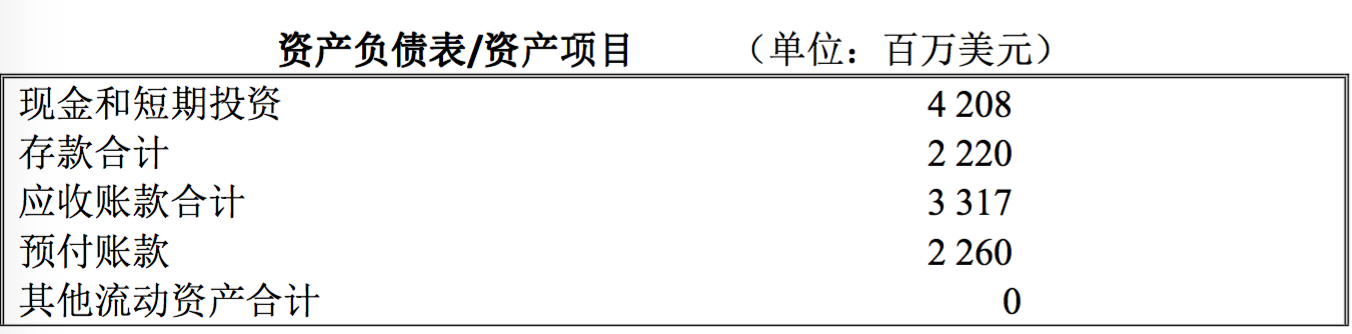 资产负债表/资产项目 （单位：百万美元）
现金和短期投资 4 208
存款合计 2 220
应收账款合计 3 317
预付账款 2 260
其他流动资产合计 0